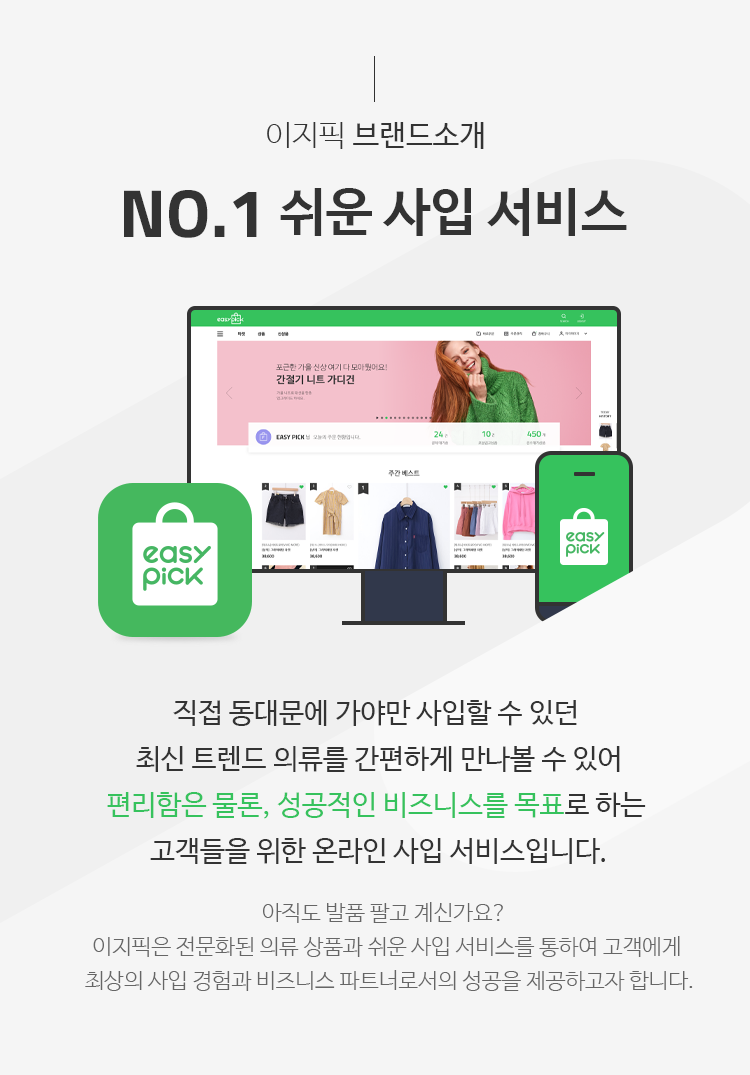 이지픽 브랜드소개
NO.1 쉬운 사입 서비스
easy pick
포근한 가을 신상 여기 다 모아줬어요!
간절기 니트 가디건
EASY PICK
24
10
450
주간 베스트
1
38,600
38,600
38,600
38,600
easy
pick
easy
pick
직접 동대문에 가야만 사입할 수 있던
최신 트렌드 의류를 간편하게 만나볼 수 있어
편리함은 물론, 성공적인 비즈니스를 목표로 하는
고객들을 위한 온라인 사입 서비스입니다.
아직도 발품 팔고 계신가요?
이지픽은 전문화된 의류 상품과 쉬운 사입 서비스를 통하여 고객에게
최상의 사입 경험과 비즈니스 파트너로서의 성공을 제공하고자 합니다.